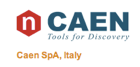 n CAEN
Tools for Discovery
Caen SpA, Italy